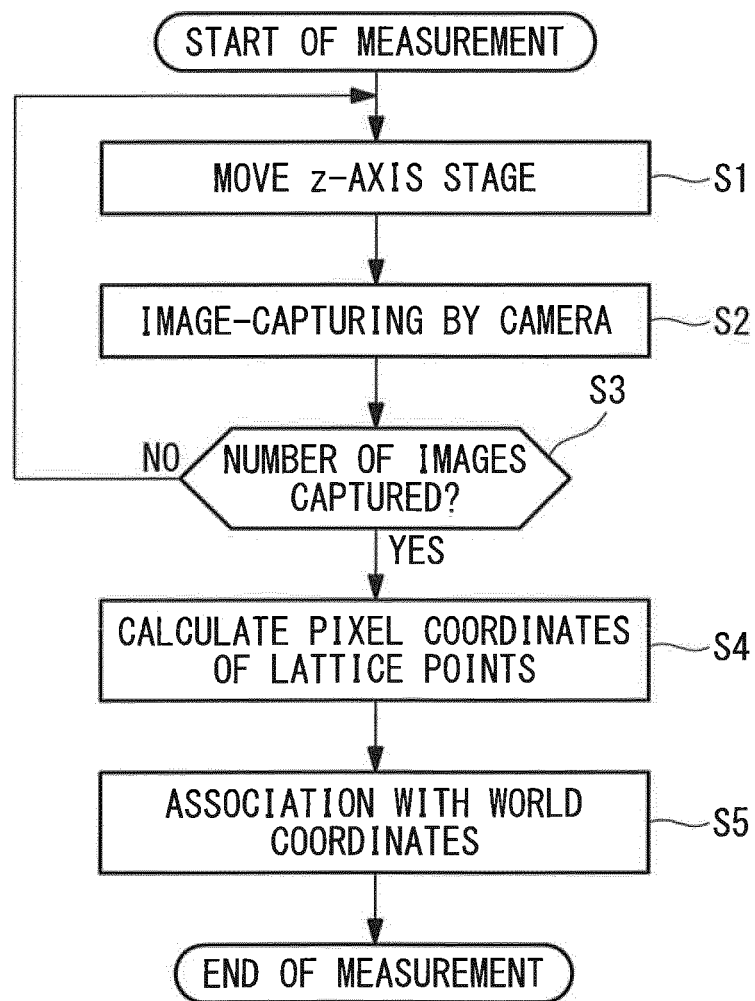 START OF MEASUREMENT
MOVE z-AXIS STAGE
S1
IMAGE-CAPTURING BY CAMERA
S2
S3
NO
NUMBER OF IMAGES
CAPTURED?
YES
CALCULATE PIXEL COORDINATES
OF LATTICE POINTS
S4
ASSOCIATION WITH WORLD
COORDINATES
S5
END OF MEASUREMENT